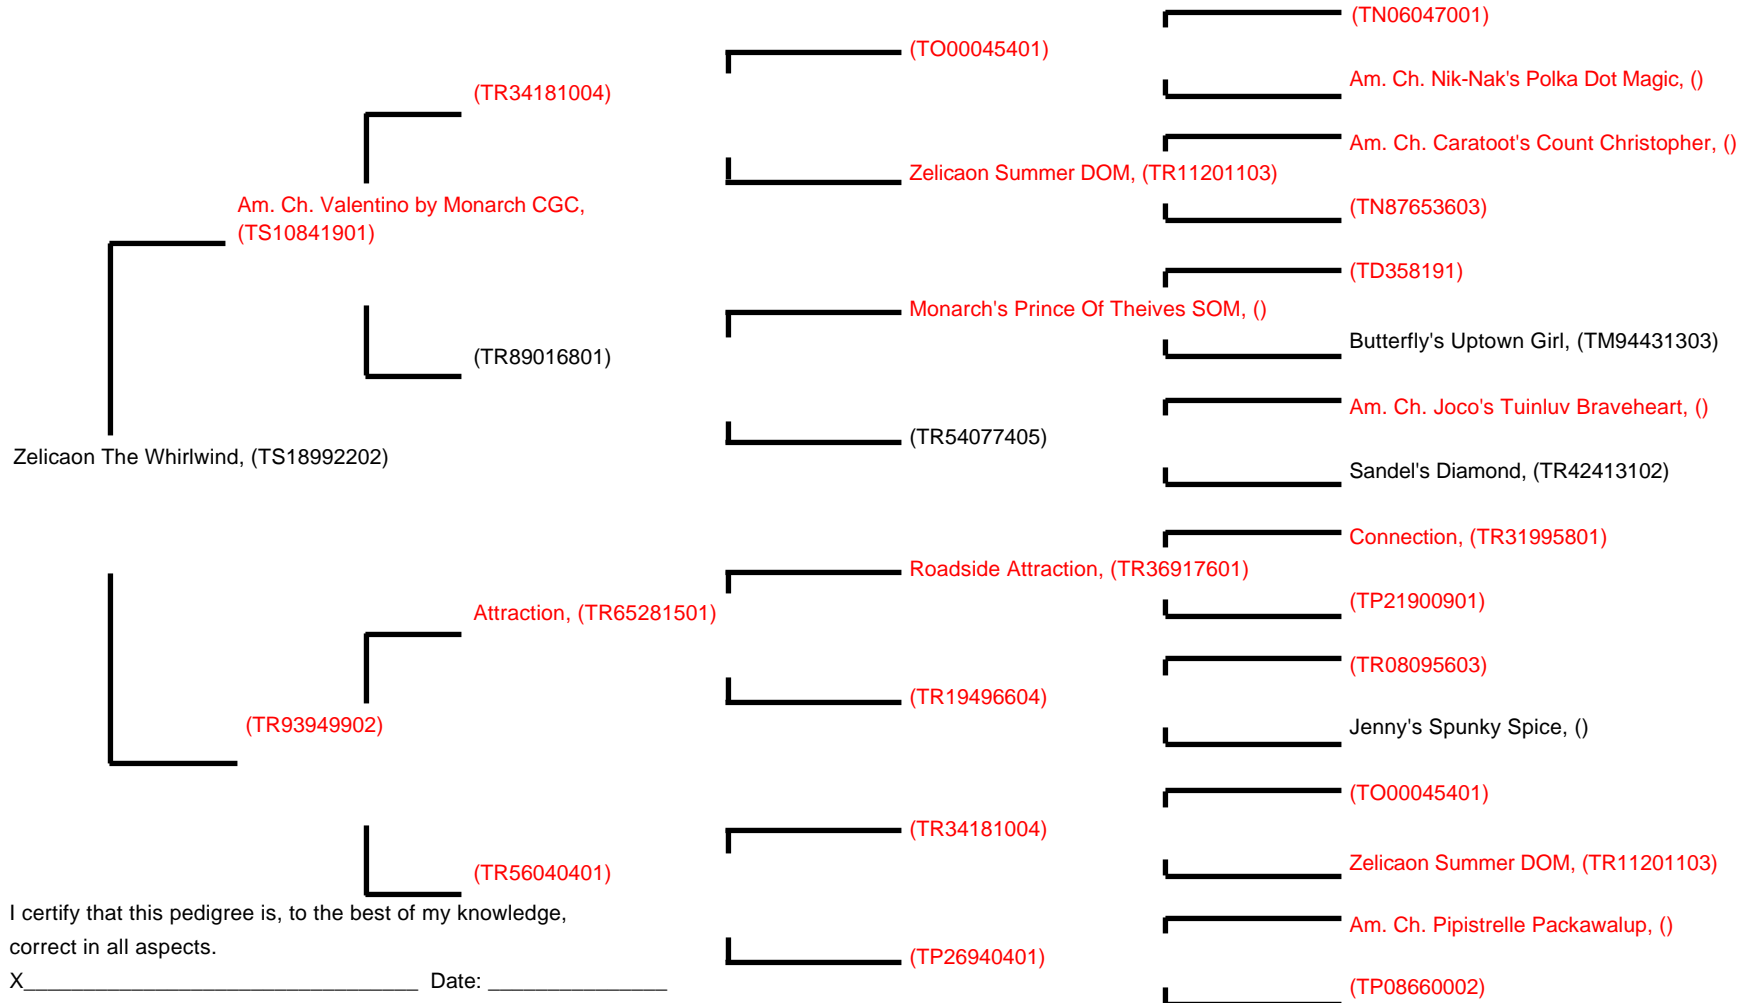 (TN06047001)
(TO00045401)
Am. Ch. Nik-Nak's Polka Dot Magic, ()
(TR34181004)
Am. Ch. Caratoot's Count Christopher, ()
Zelicaon Summer DOM, (TR11201103)
Am. Ch. Valentino by Monarch CGC,
(TS10841901)
(TN87653603)
(TD358191)
Monarch's Prince Of Theives SOM, ()
Butterfly's Uptown Girl, (TM94431303)
(TR89016801)
Am. Ch. Joco's Tuinluv Braveheart, ()
(TR54077405)
Zelicaon The Whirlwind, (TS18992202)
Sandel's Diamond, (TR42413102)
Connection, (TR31995801)
Roadside Attraction, (TR36917601)
Attraction, (TR65281501)
(TP21900901)
(TR08095603)
(TR19496604)
(TR93949902)
Jenny's Spunky Spice, ()
(TO00045401)
(TR34181004)
Zelicaon Summer DOM, (TR11201103)
(TR56040401)
I certify that this pedigree is, to the best of my knowledge,
correct in all aspects.
Am. Ch. Pipistrelle Packawalup, ()
(TP26940401)
X_________________________________ Date: _______________
(TP08660002)